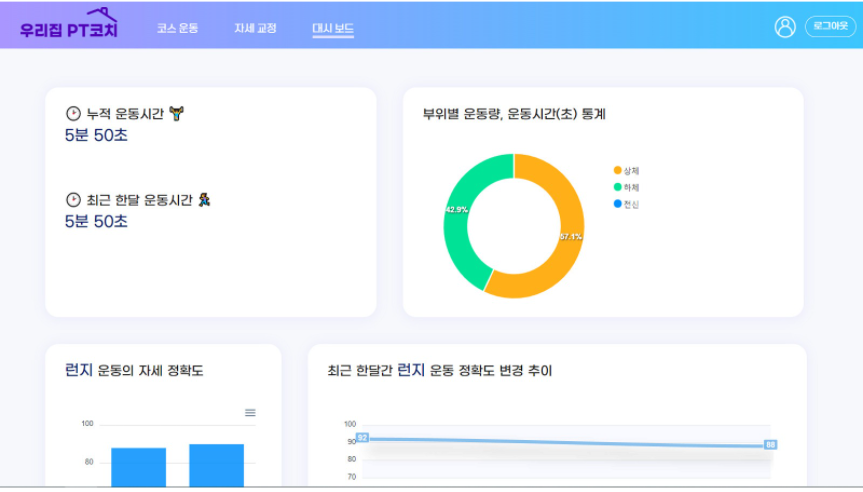 우리집 PT코치
코스 운동
자세 교정
대시 보드
로그아웃
누적 운동시간
5분 50초
최근 한달 운동시간
5분 50초
부위별 운동량, 운동시간(초) 통계
42.9%
57.1%
상체
하체
전신
런지 운동의 자세 정확도
100
80
최근 한달간 런지 운동 정확도 변경 추이
100
90
92
88
80
70